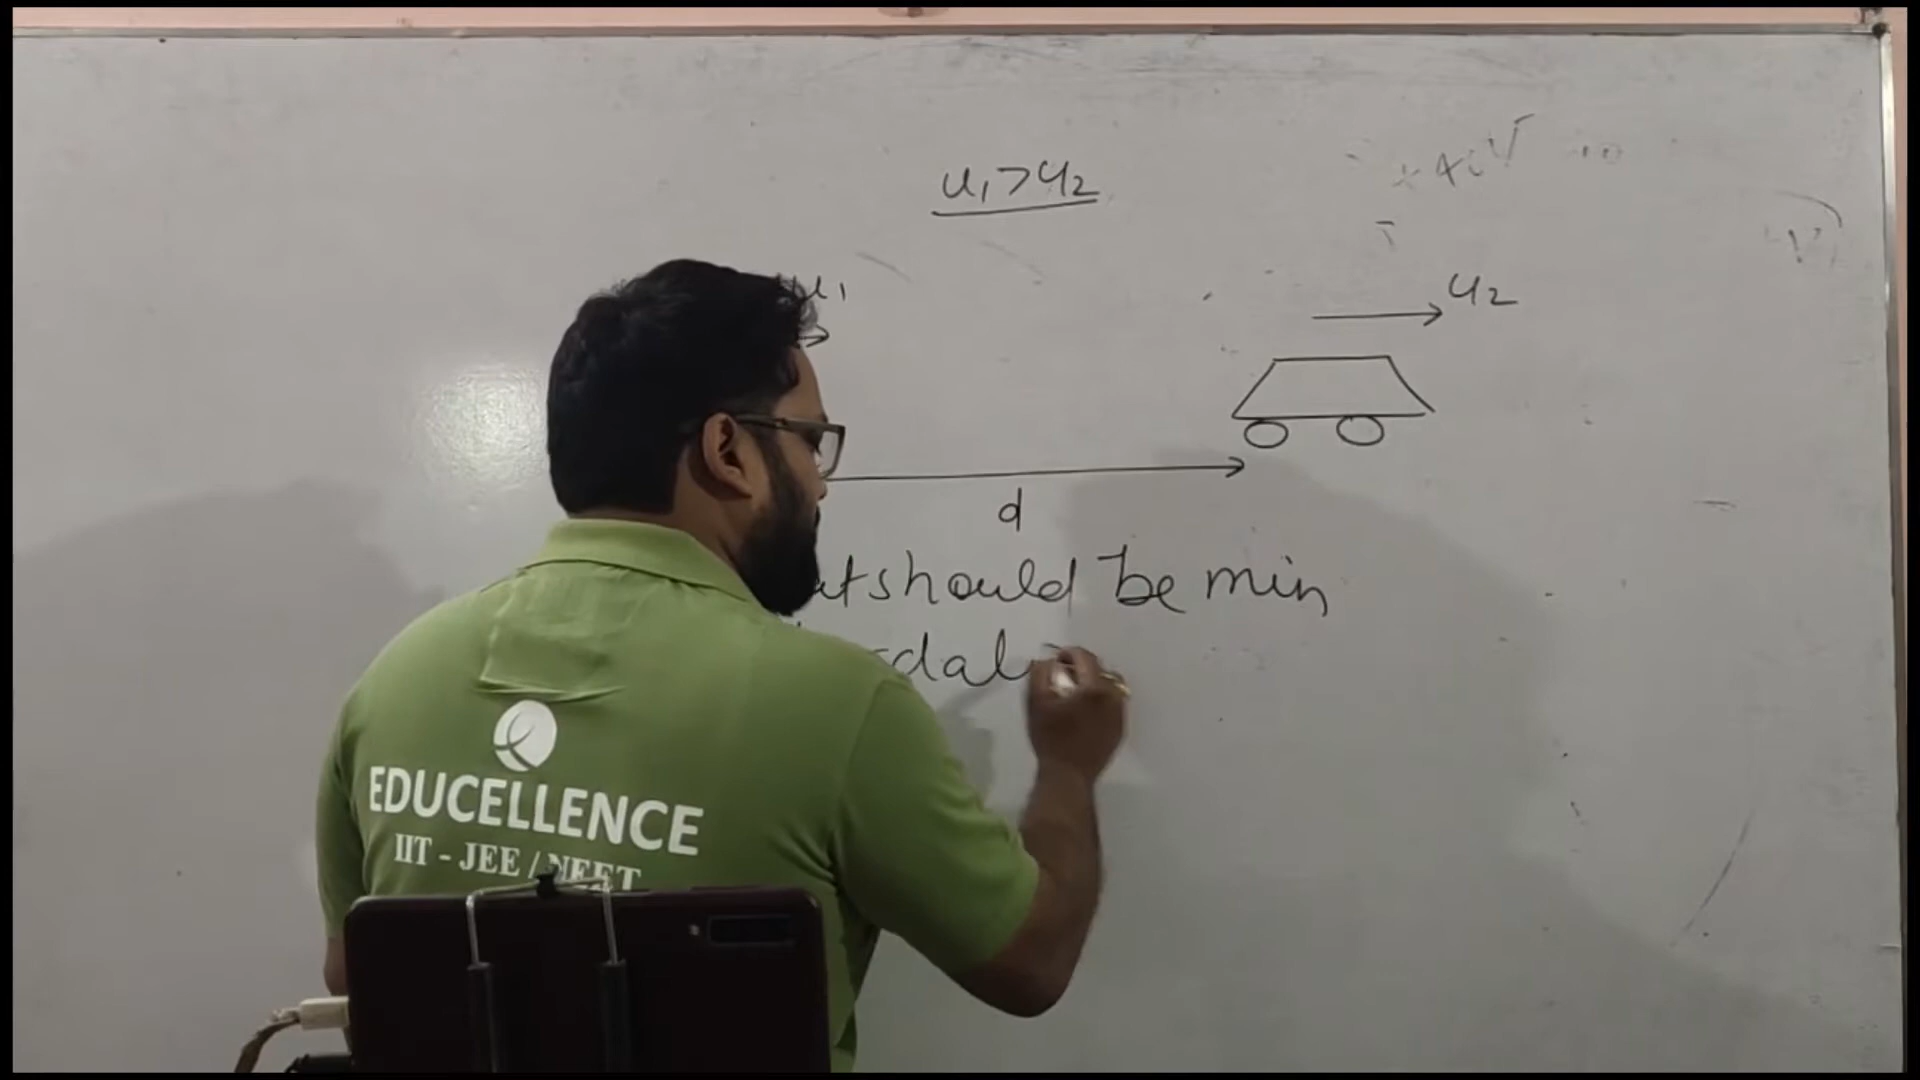 u₁>u₂
u₁
u₂
d
should be min
EDUCELLENCE
IIT - JEE / NEET